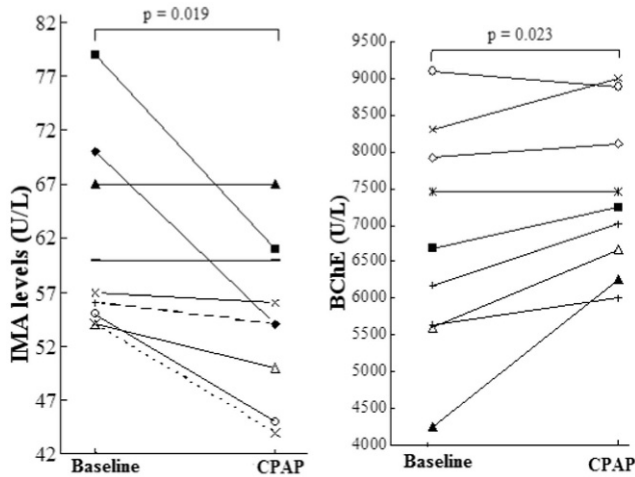 p = 0.019
82
77
72
67
62
57
52
47
42
IMA levels (U/L)
Baseline
CPAP
p = 0.023
9500
9000
8500
8000
7500
7000
6500
6000
5500
5000
4500
4000
BChE (U/L)
Baseline
CPAP